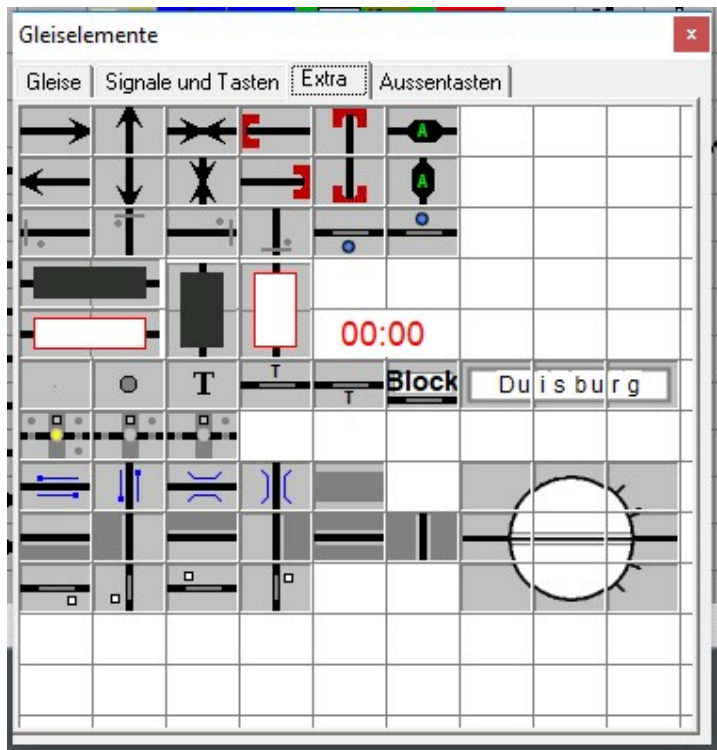 Gleiselemente
x
Gleise Signale und Tasten Extra Aussentasten
A
A
00:00
T T T Block Duisburg